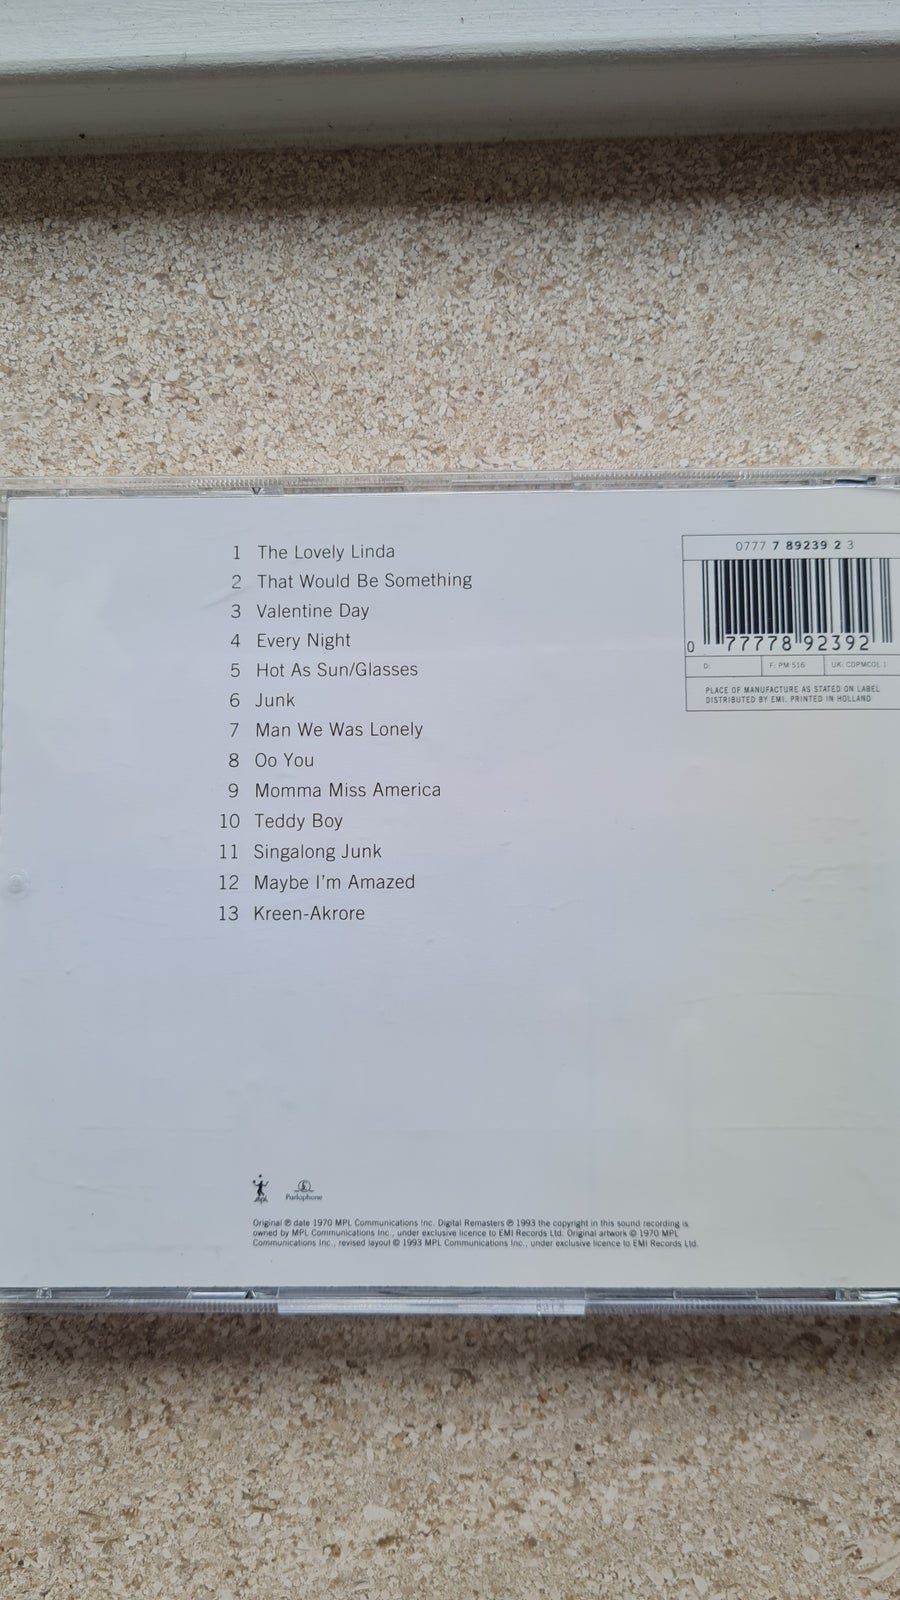 1 The Lovely Linda
2 That Would Be Something
3 Valentine Day
4 Every Night
5 Hot As Sun/Glasses
6 Junk
7 Man We Was Lonely
8 Oo You
9 Momma Miss America
10 Teddy Boy
11 Singalong Junk
12 Maybe I'm Amazed
13 Kreen-Akrore
0777 7 89239 2 3
0 77778 92392
D: F: PM 516 UK: CDPMCOL 1
PLACE OF MANUFACTURE AS STATED ON LABEL
DISTRIBUTED BY EMI. PRINTED IN HOLLAND
mpl Parlophone
Original ℗ date 1970 MPL Communications Inc. Digital Remasters ℗ 1993 the copyright in this sound recording is
owned by MPL Communications Inc., under exclusive licence to EMI Records Ltd. Original artwork © 1970 MPL
Communications Inc., revised layout © 1993 MPL Communications Inc., under exclusive licence to EMI Records Ltd.